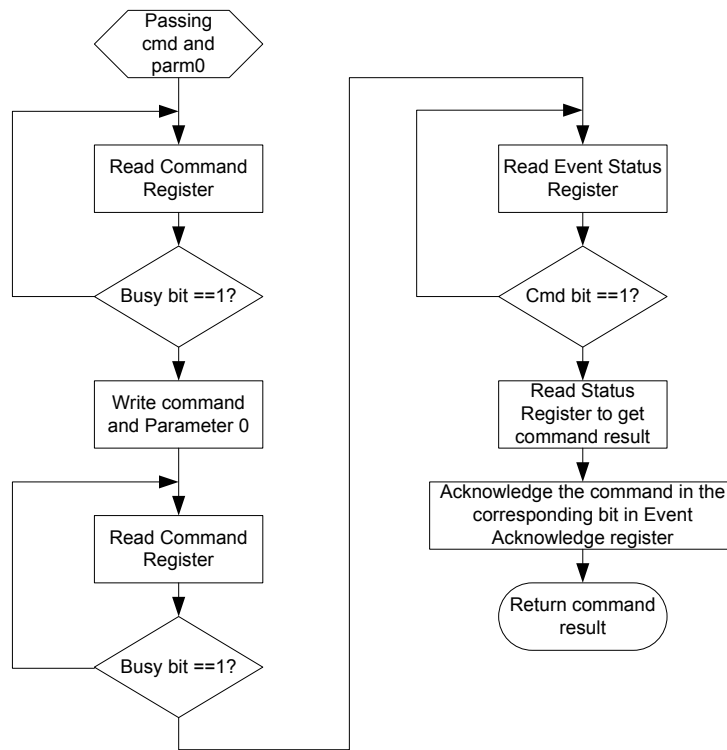 Passing
cmd and
parm0
Read Command
Register
Busy bit ==1?
Write command
and Parameter 0
Read Command
Register
Busy bit ==1?
Read Event Status
Register
Cmd bit ==1?
Read Status
Register to get
command result
Acknowledge the command in the
corresponding bit in Event
Acknowledge register
Return command
result